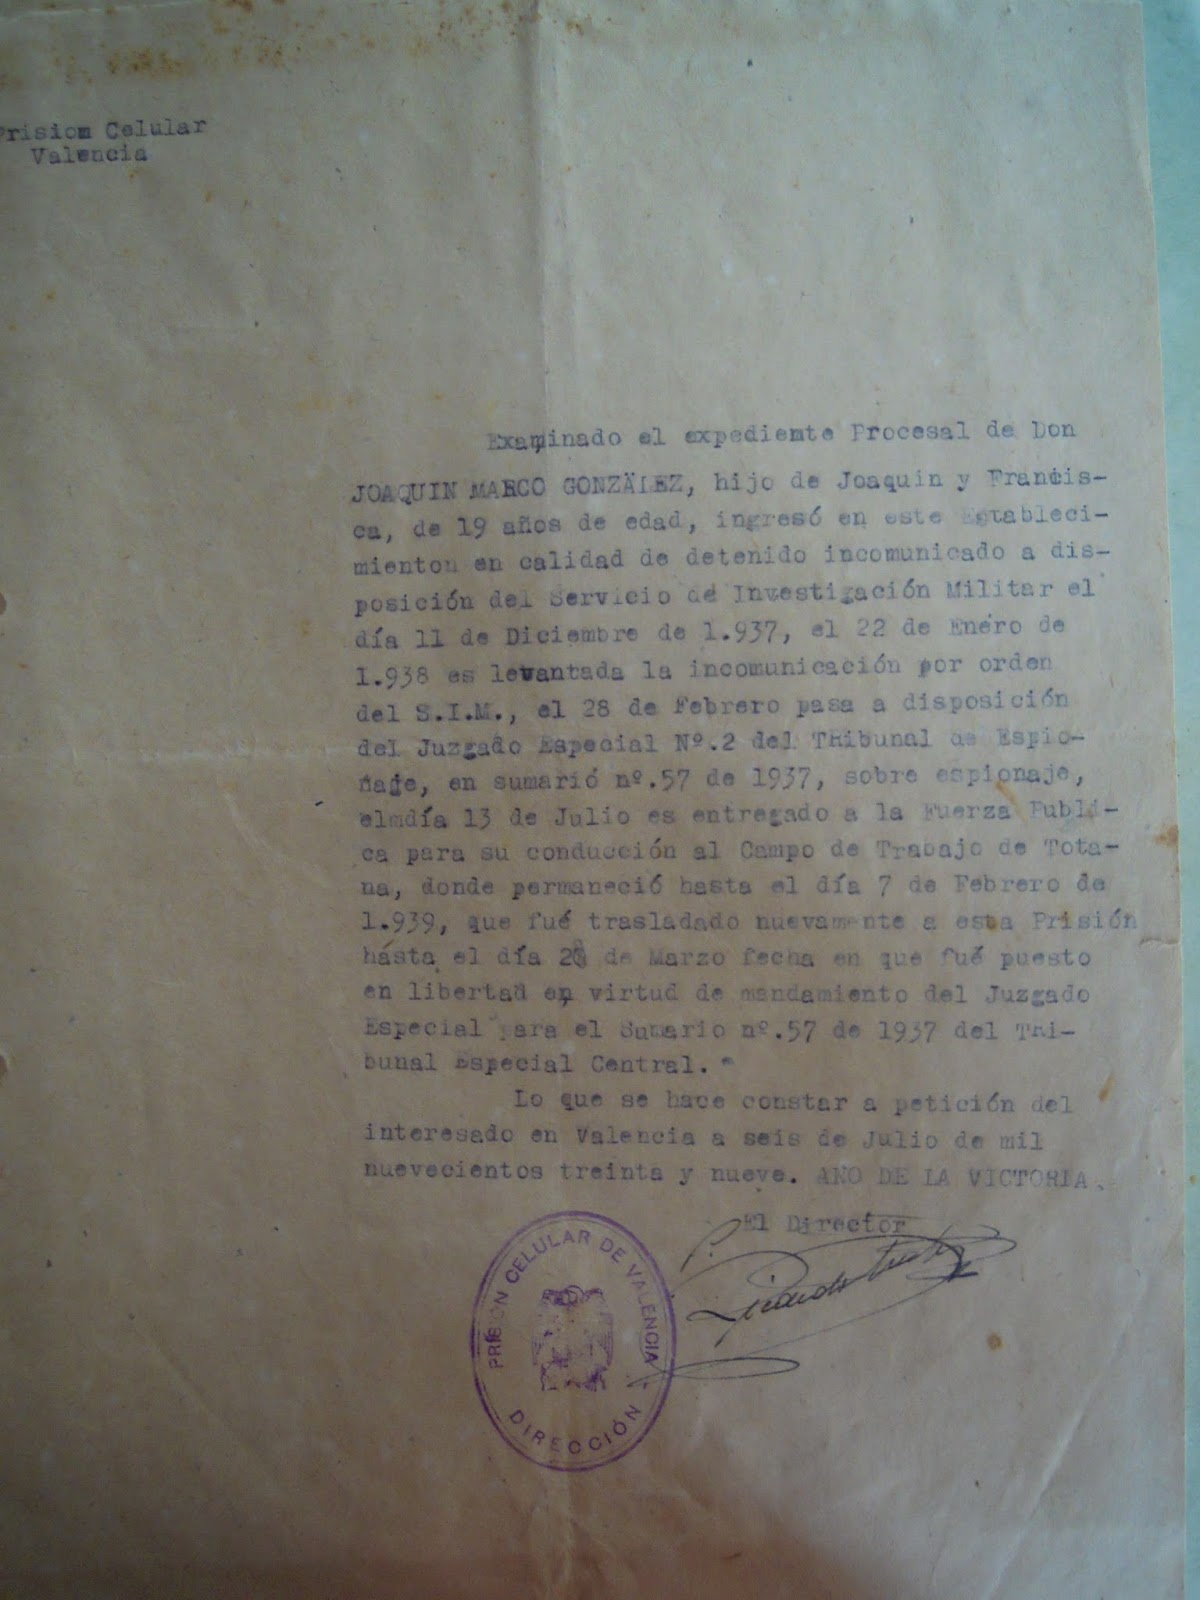 Prision Celular
Valencia
Examinado el expediente Procesal de Don
JOAQUIN MARCO GONZÄLEZ, hijo de Joaquin y Francis-
ca, de 19 años de edad, ingresó en este Estableci-
mientou en calidad de detenido incomunicado a dis-
posición del Servicio de Investigación Militar el
día 11 de Diciembre de 1.937, el 22 de Enero de
1.938 es levantada la incomunicación por orden
del S.I.M., el 28 de Febrero pasa a disposición
del Juzgado Especial Nº.2 del TRibunal de Espio-
naje, en sumarió nº.57 de 1937, sobre espionaje,
elmdía 13 de Julio es entregado a la Fuerza Publi-
ca para su conducción al Campo de Trabajo de Tota-
na, donde permaneció hasta el día 7 de Febrero de
1.939, que fué trasladado nuevamente a esta Prisión
hásta el día 28 de Marzo fecha en que fué puesto
en libertad en virtud de mandamiento del Juzgado
Especial para el Sumario nº.57 de 1937 del TRi-
bunal Especial Central.
Lo que se hace constar a petición del
interesado en Valencia a seis de Julio de mil
nuevecientos treinta y nueve. AÑO DE LA VICTORIA.
El Director
P.
PRISIÓN CELULAR DE VALENCIA
DIRECCIÓN